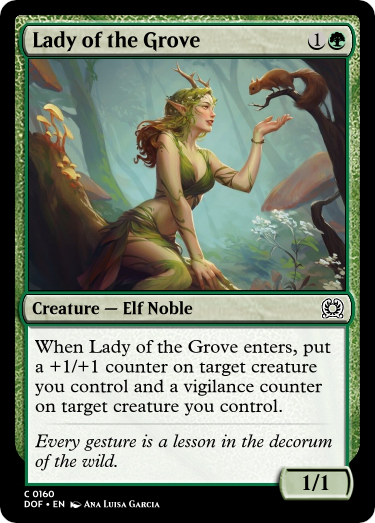 Lady of the Grove 1
Creature — Elf Noble
When Lady of the Grove enters, put
a +1/+1 counter on target creature
you control and a vigilance counter
on target creature you control.
Every gesture is a lesson in the decorum
of the wild.
1/1
C 0160
DOF • EN Ana Luisa Garcia